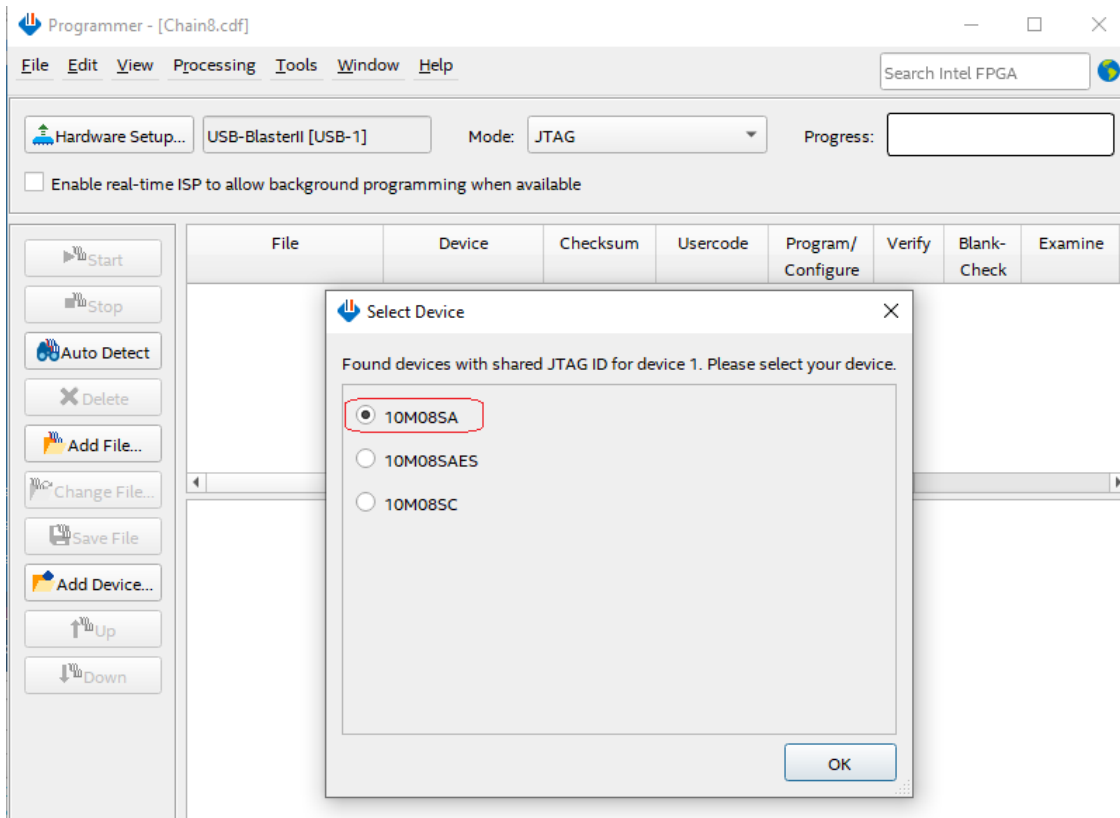 Programmer - [Chain8.cdf]
File Edit View Processing Tools Window Help
Search Intel FPGA
Hardware Setup... USB-BlasterII [USB-1] Mode: JTAG Progress:
Enable real-time ISP to allow background programming when available
Start
Stop
Auto Detect
Delete
Add File...
Change File...
Save File
Add Device...
Up
Down
File Device Checksum Usercode Program/ Configure Verify Blank- Check Examine
Select Device
Found devices with shared JTAG ID for device 1. Please select your device.
10M08SA
10M08SAES
10M08SC
OK